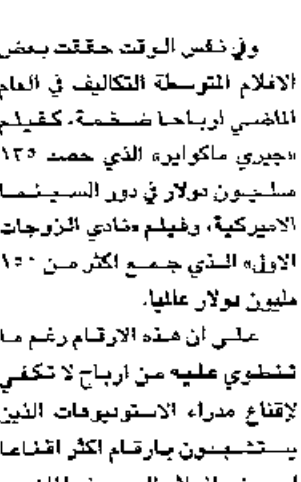 وفي نفس الوقت حققت بعض
الافلام المتوسطة التكاليف في العام
الماضي ارباحا ضخمة، كفيلم
«جيري ماكواير» الذي حصد ١٣٥
مليون دولار في دور السينما
الاميركية، وفيلم «نادي الزوجات
الاول» الذي جمع اكثر من ١٥٠
مليون دولار عالميا.
على ان هذه الارقام رغم ما
تنطوي عليه من ارباح لا تكفي
لإقناع مدراء الاستوديوهات الذين
يستشهدون بارقام اكثر اقناعا